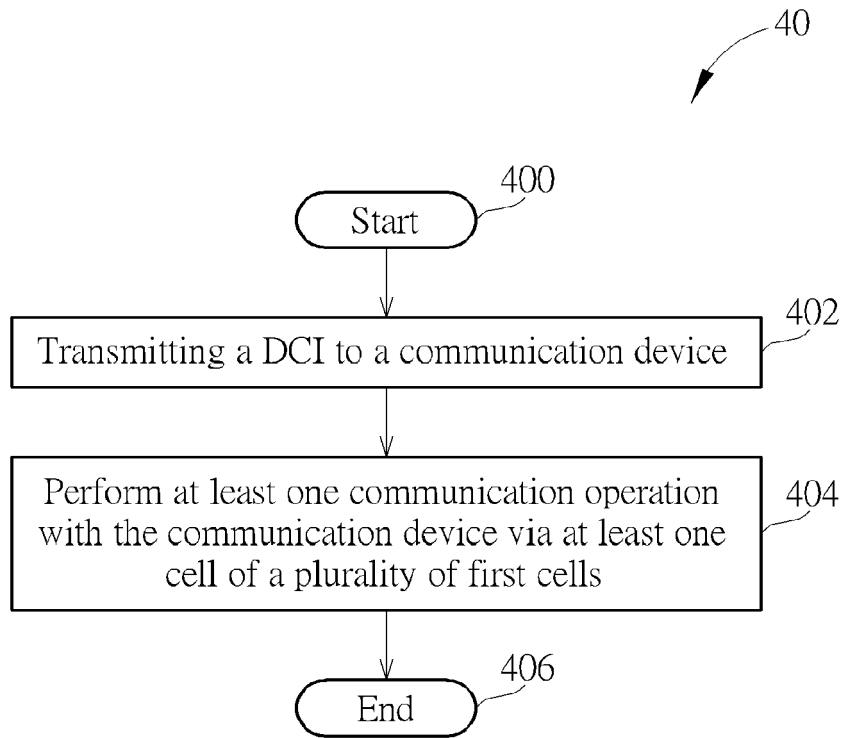 40
400
Start
402
Transmitting a DCI to a communication device
404
Perform at least one communication operation
with the communication device via at least one
cell of a plurality of first cells
406
End